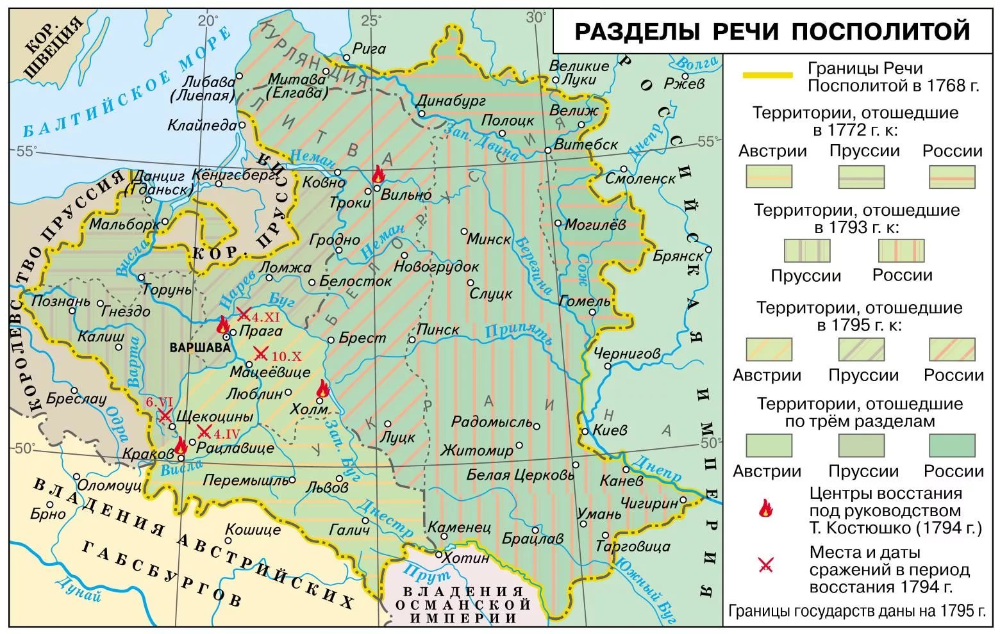 РАЗДЕЛЫ РЕЧИ ПОСПОЛИТОЙ
Границы Речи
Посполитой в 1768 г.
Территории, отошедшие
в 1772 г. к:
Австрии Пруссии России
Территории, отошедшие
в 1793 г. к:
Пруссии России
Территории, отошедшие
в 1795 г. к:
Австрии Пруссии России
Территории, отошедшие
по трём разделам
Австрии Пруссии России
Центры восстания
под руководством
Т. Костюшко (1794 г.)
Места и даты
сражений в период
восстания 1794 г.
Границы государств даны на 1795 г.
20°
25°
30°
55°
55°
50°
50°
КОР.
ШВЕЦИЯ
БАЛТИЙСКОЕ МОРЕ
КУРЛЯНДИЯ
Рига
Великие
Луки
Волга
Ржев
Либава
(Лиепая)
Митава
(Елгава)
Динабург
Велиж
Полоцк
Клайпеда
ЛИТВА
Зап. Двина
Витебск
Днепр
РОССИЙСКАЯ ИМПЕРИЯ
Неман
Ковно
Смоленск
Данциг
(Гданьск)
Кёнигсберг
Троки
Вильно
БЕЛОРУССИЯ
КОРОЛЕВСТВО ПРУССИЯ
Мальборк
КОР. ПРУССИЯ
Могилёв
Гродно
Неман
Минск
Березина
Брянск
Висла
Ломжа
Новогрудок
Сож
Торунь
Нарев
Белосток
Слуцк
Познань
Гнездо
Буг
Гомель
4.XI
Калиш
Прага
Пинск
Припять
Брест
ВАРШАВА
10.X
Чернигов
Варта
Мацеёвице
Бреслау
Люблин
Холм
6.VI
Одра
Щекоцины
4.IV
Зап. Буг
УКРАИНА
Радомысль
Киев
Луцк
Рацлавице
Житомир
Краков
Висла
Белая Церковь
Канев
Днепр
Оломоуц
Перемышль
Львов
Чигирин
Брно
Днестр
Умань
Кошице
Галич
Каменец
Брацлав
Тарговица
Хотин
ВЛАДЕНИЯ АВСТРИЙСКИХ
ГАБСБУРГОВ
Дунай
Прут
Южный Буг
ВЛАДЕНИЯ
ОСМАНСКОЙ
ИМПЕРИИ